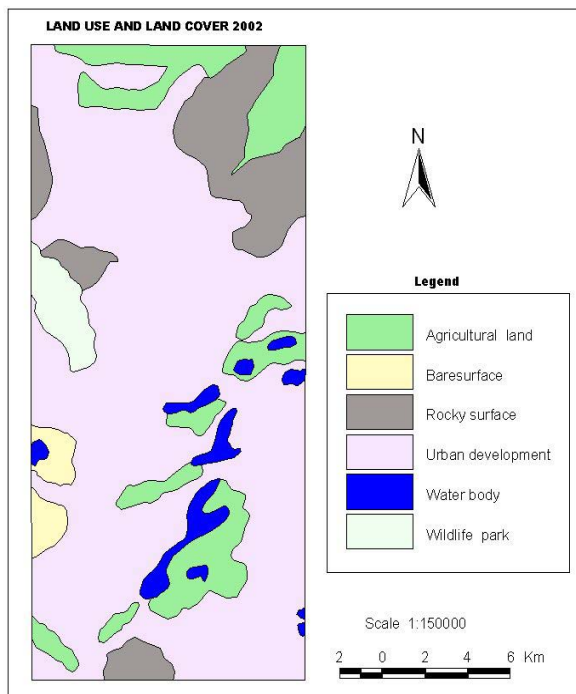 LAND USE AND LAND COVER 2002
N
Legend
Agricultural land
Baresurface
Rocky surface
Urban development
Water body
Wildlife park
Scale 1:150000
2 0 2 4 6 Km